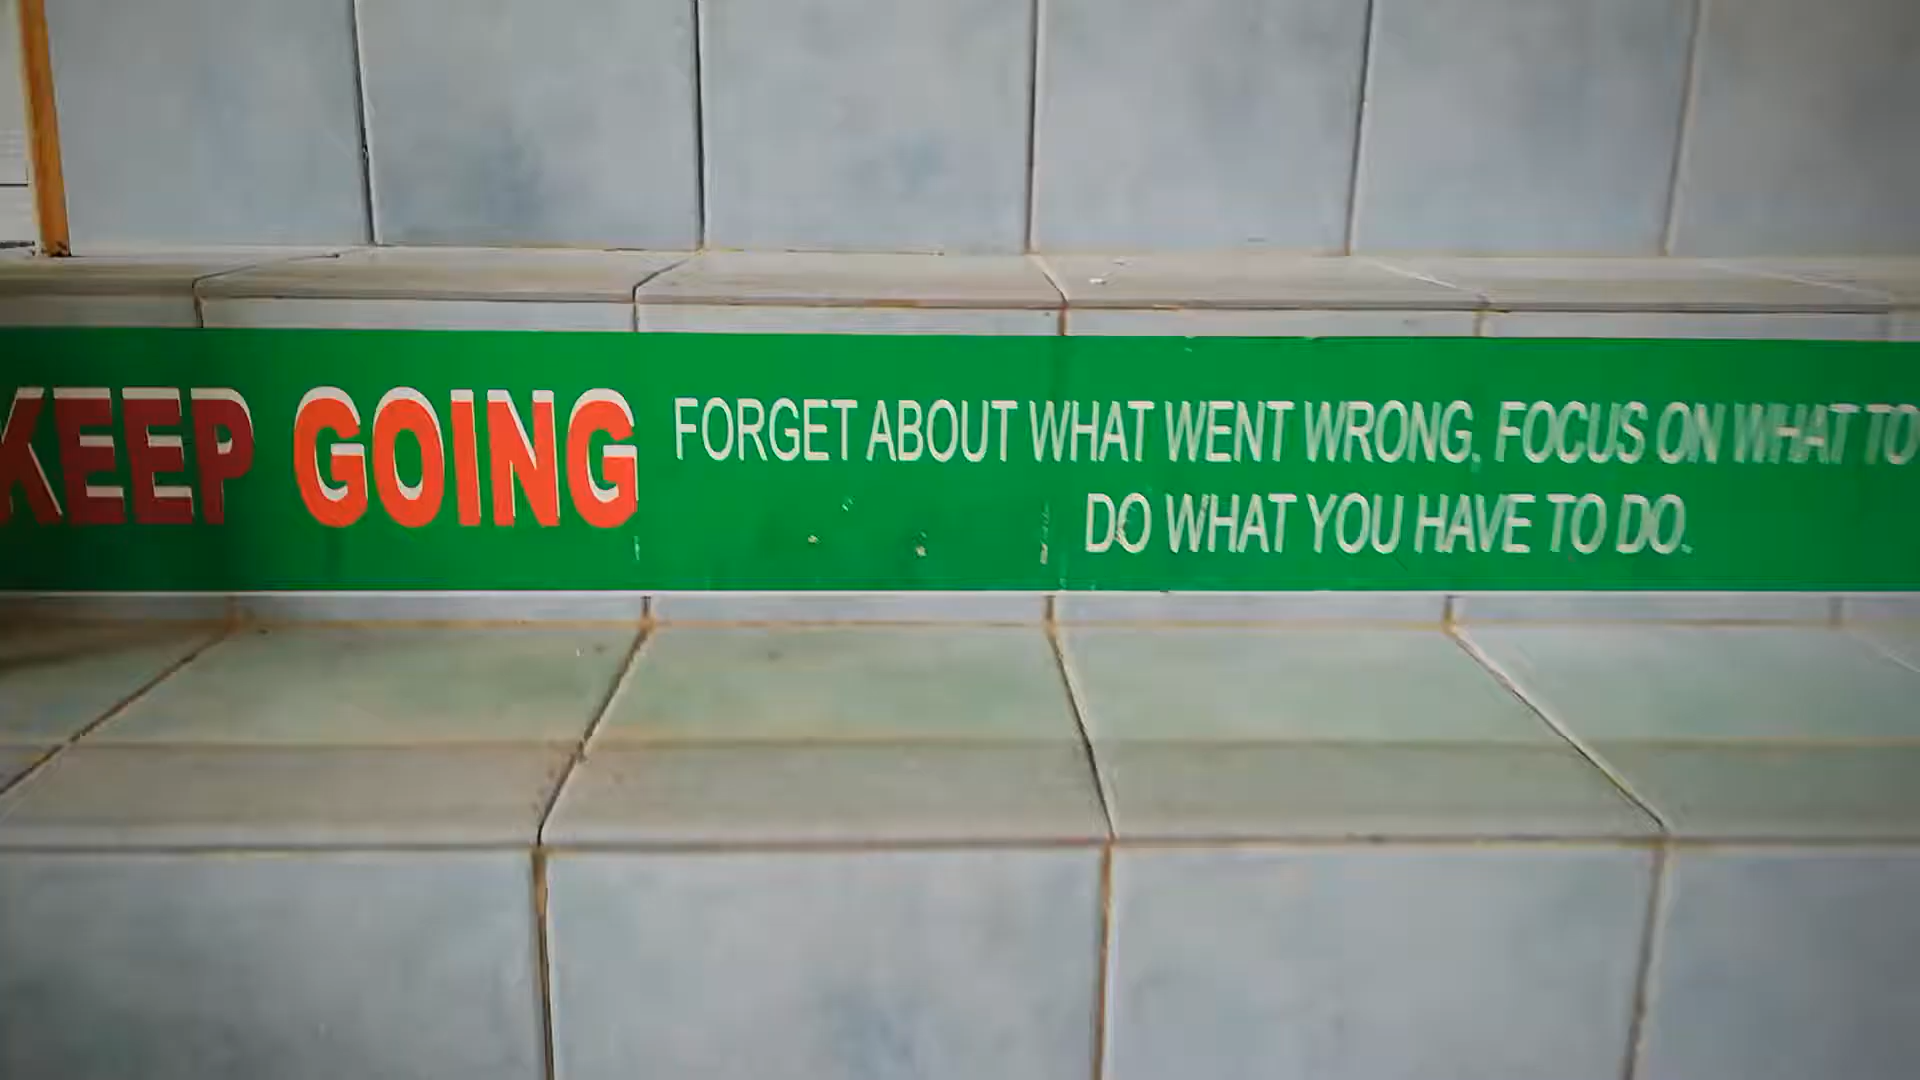 KEEP GOING
FORGET ABOUT WHAT WENT WRONG. FOCUS ON WHAT TO
DO WHAT YOU HAVE TO DO.